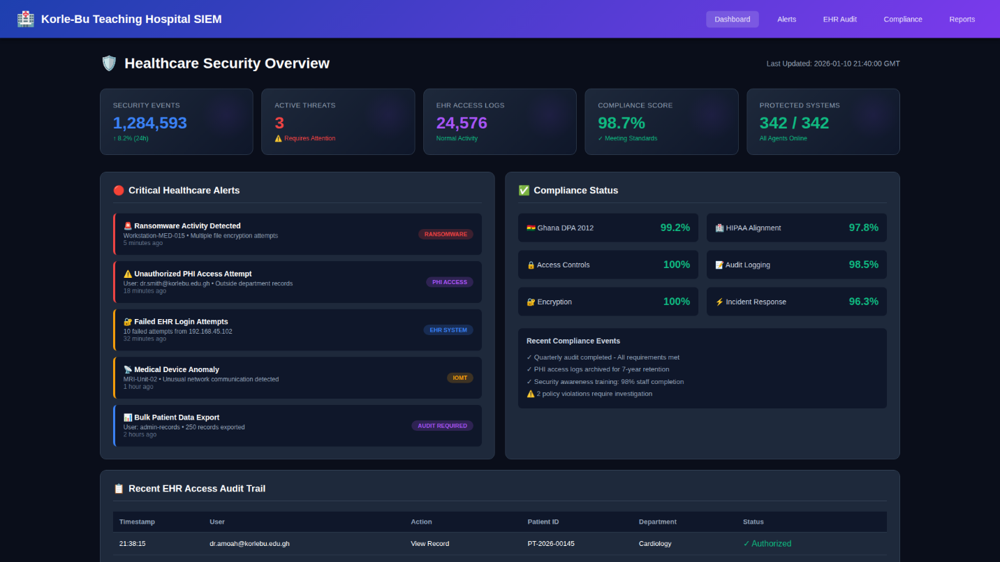 Korle-Bu Teaching Hospital SIEM
Dashboard
Alerts
EHR Audit
Compliance
Reports
Healthcare Security Overview
Last Updated: 2026-01-10 21:40:00 GMT
SECURITY EVENTS
1,284,593
↑ 8.2% (24h)
ACTIVE THREATS
3
⚠️ Requires Attention
EHR ACCESS LOGS
24,576
Normal Activity
COMPLIANCE SCORE
98.7%
✓ Meeting Standards
PROTECTED SYSTEMS
342 / 342
All Agents Online
Critical Healthcare Alerts
Ransomware Activity Detected
Workstation-MED-015 • Multiple file encryption attempts
5 minutes ago
RANSOMWARE
Unauthorized PHI Access Attempt
User: dr.smith@korlebu.edu.gh • Outside department records
18 minutes ago
PHI ACCESS
Failed EHR Login Attempts
10 failed attempts from 192.168.45.102
32 minutes ago
EHR SYSTEM
Medical Device Anomaly
MRI-Unit-02 • Unusual network communication detected
1 hour ago
IOMT
Bulk Patient Data Export
User: admin-records • 250 records exported
2 hours ago
AUDIT REQUIRED
Compliance Status
Ghana DPA 2012 99.2%
HIPAA Alignment 97.8%
Access Controls 100%
Audit Logging 98.5%
Encryption 100%
Incident Response 96.3%
Recent Compliance Events
✓ Quarterly audit completed - All requirements met
✓ PHI access logs archived for 7-year retention
✓ Security awareness training: 98% staff completion
⚠️ 2 policy violations require investigation
Recent EHR Access Audit Trail
Timestamp User Action Patient ID Department Status
21:38:15 dr.amoah@korlebu.edu.gh View Record PT-2026-00145 Cardiology ✓ Authorized